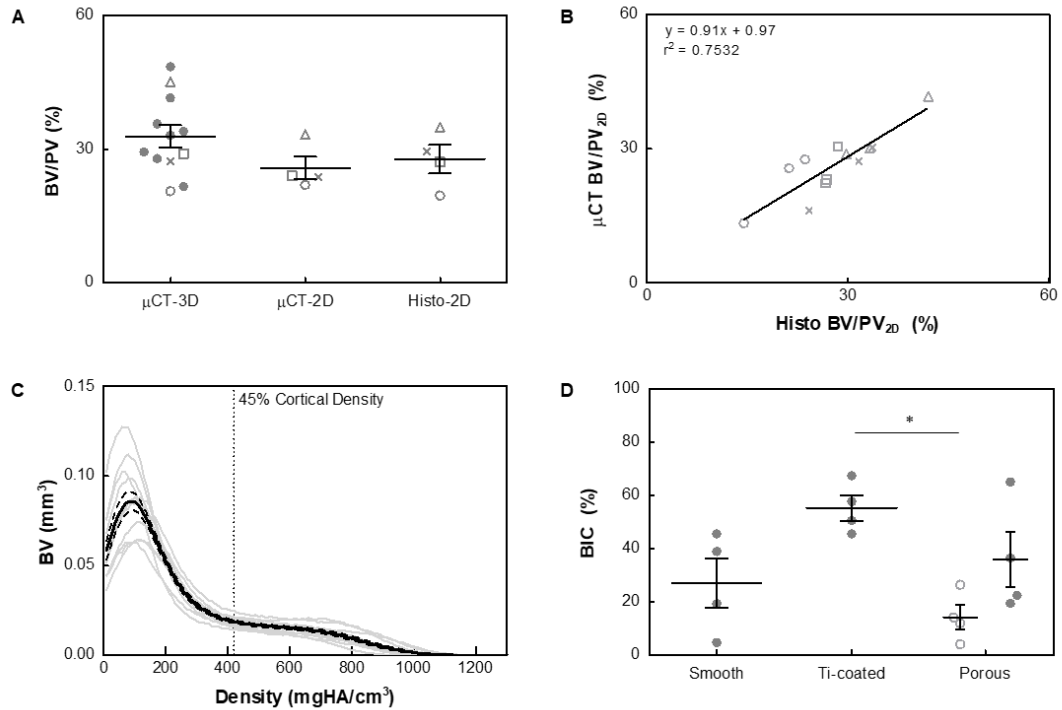 A
60
30
0
BV/PV (%)
μCT-3D
μCT-2D
Histo-2D
B
y = 0.91x + 0.97
r² = 0.7532
60
30
0
μCT BV/PV₂D (%)
0
30
60
Histo BV/PV₂D (%)
C
0.15
0.10
0.05
0.00
BV (mm³)
45% Cortical Density
0
200
400
600
800
1000
1200
Density (mgHA/cm³)
D
100
80
60
40
20
0
BIC (%)
*
Smooth
Ti-coated
Porous